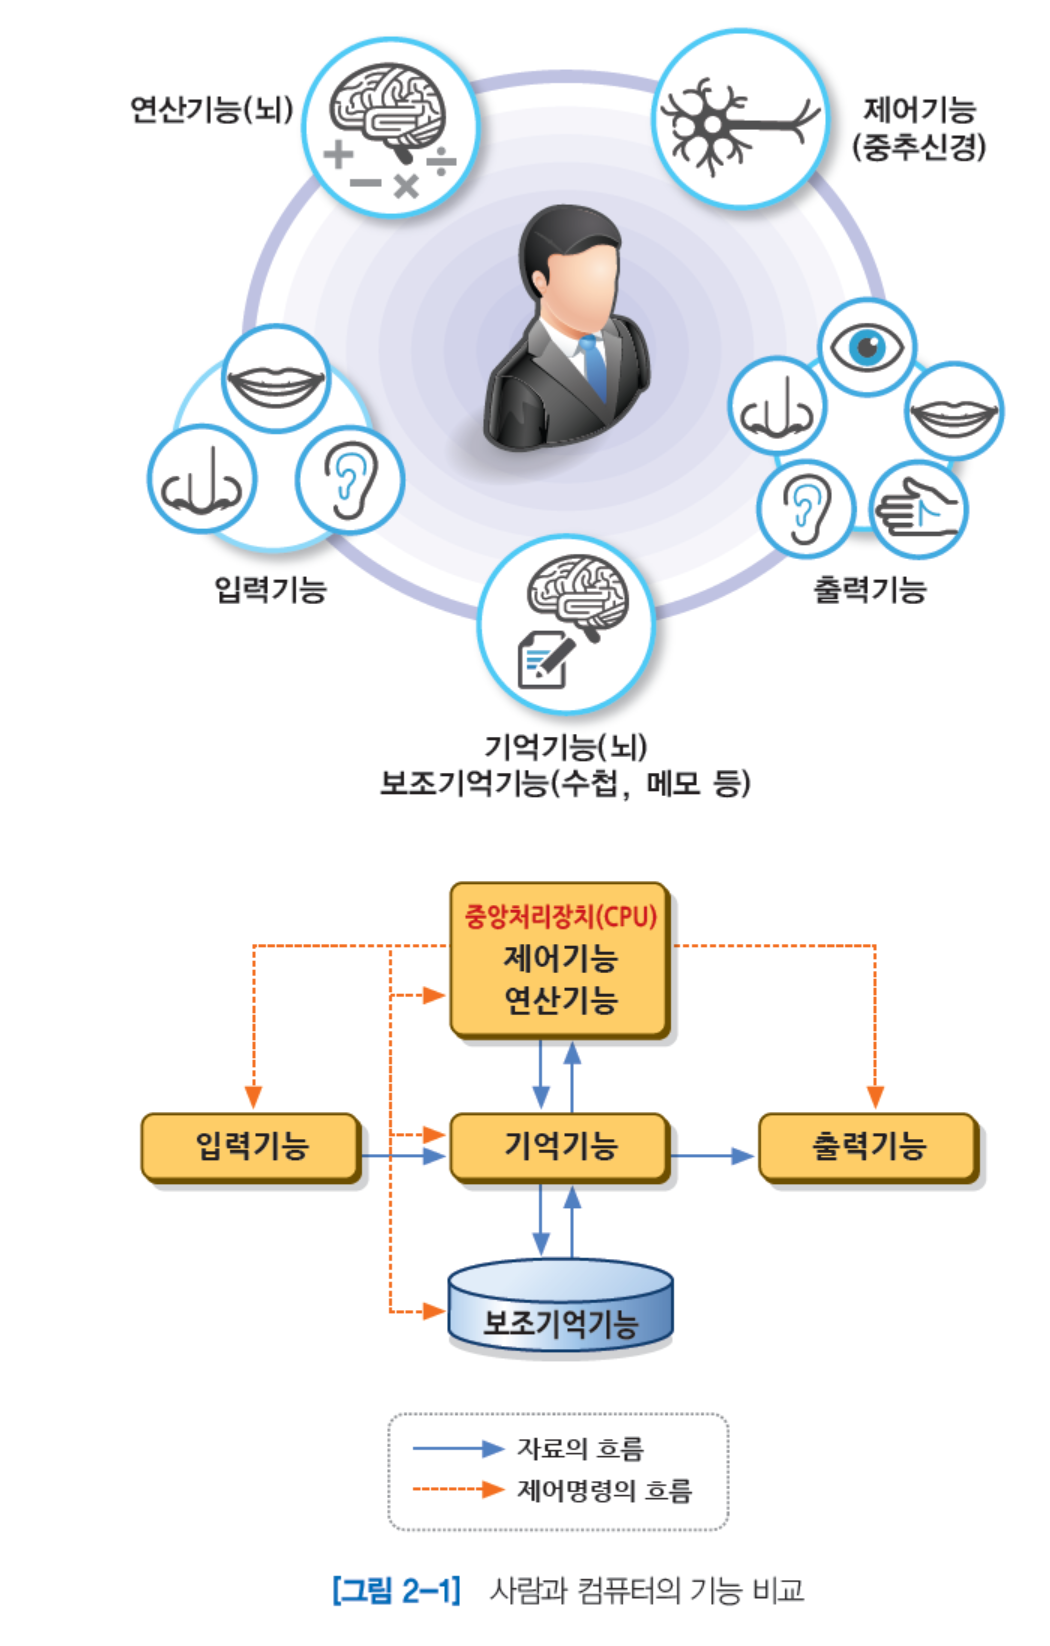 연산기능(뇌)
제어기능
(중추신경)
입력기능
출력기능
기억기능(뇌)
보조기억기능(수첩, 메모 등)
중앙처리장치(CPU)
제어기능
연산기능
입력기능
기억기능
출력기능
보조기억기능
자료의 흐름
제어명령의 흐름
[그림 2-1] 사람과 컴퓨터의 기능 비교